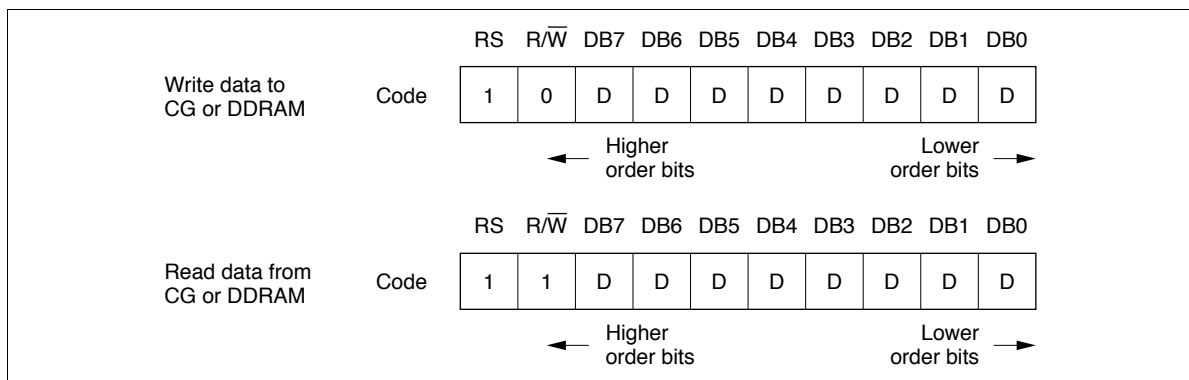 RS R/W̅ DB7 DB6 DB5 DB4 DB3 DB2 DB1 DB0
Write data to
CG or DDRAM
Code 1 0 D D D D D D D D
Higher
order bits
Lower
order bits
RS R/W̅ DB7 DB6 DB5 DB4 DB3 DB2 DB1 DB0
Read data from
CG or DDRAM
Code 1 1 D D D D D D D D
Higher
order bits
Lower
order bits